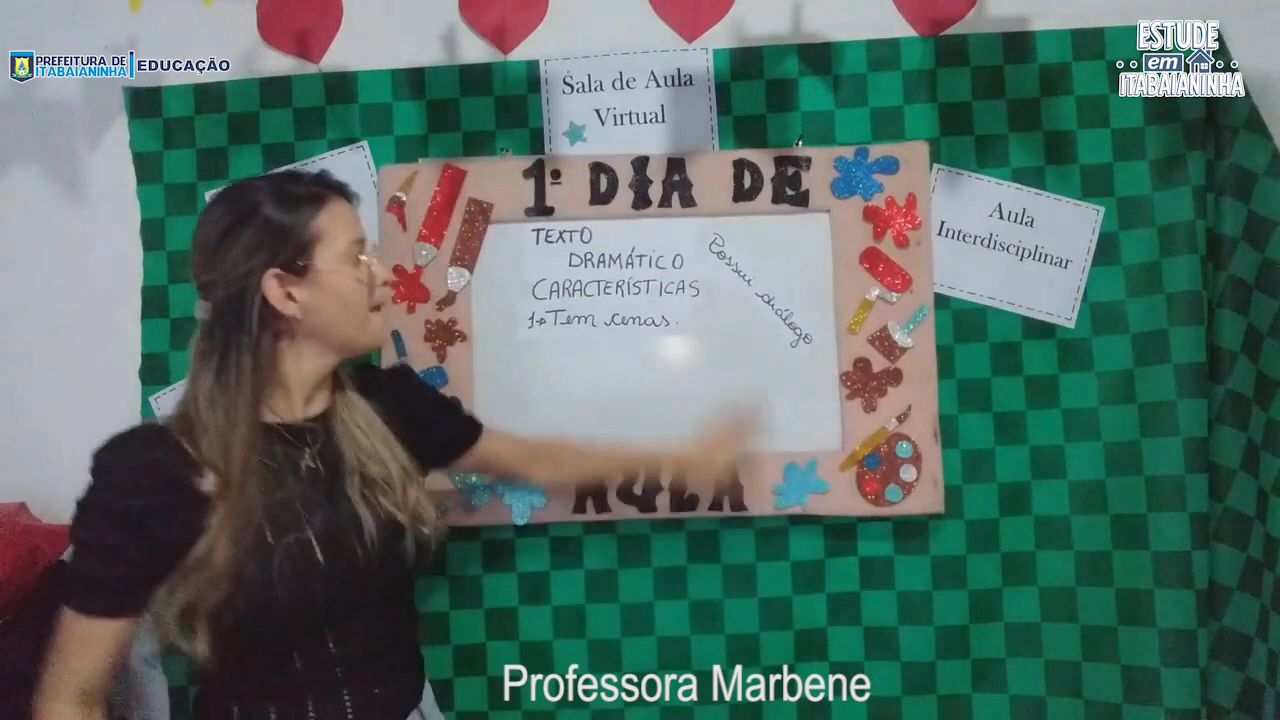 PREFEITURA DE
ITABAIANINHA
EDUCAÇÃO
ESTUDE
em
ITABAIANINHA
Sala de Aula
Virtual
Aula
Interdisciplinar
1º DIA DE
AULA
TEXTO
DRAMÁTICO
CARACTERÍSTICAS
1→Tem cenas.
Possui diálogo
Professora Marbene